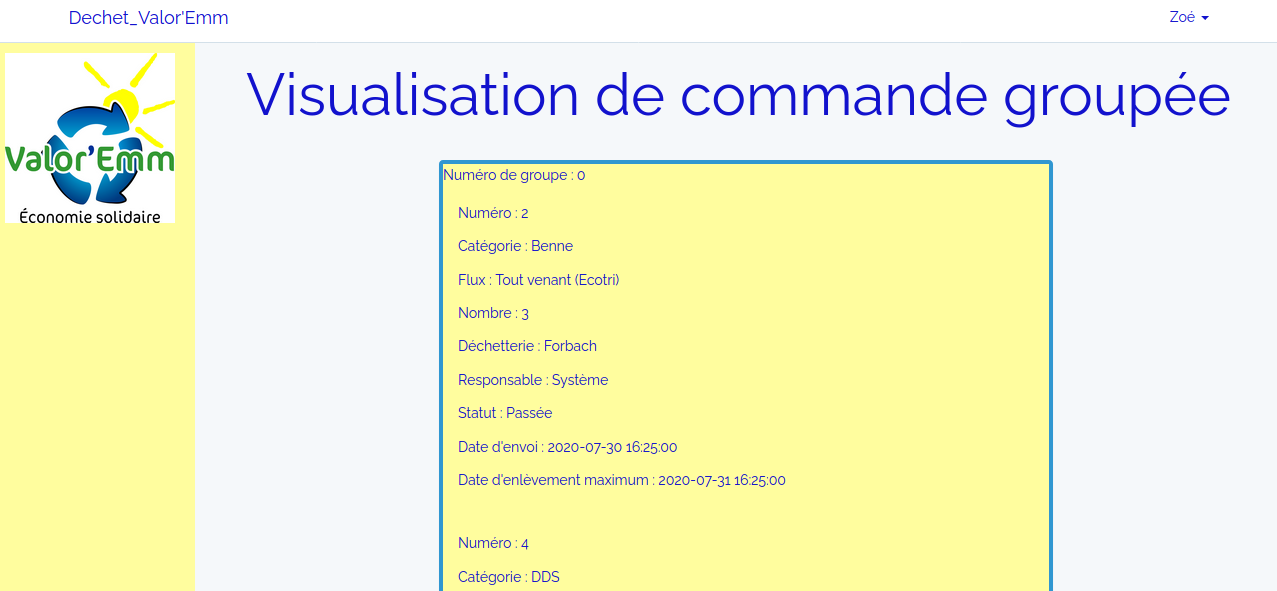 Dechet_Valor'Emm
Zoé
Valor'Emm
Économie solidaire
Visualisation de commande groupée
Numéro de groupe : 0
Numéro : 2
Catégorie : Benne
Flux : Tout venant (Ecotri)
Nombre : 3
Déchetterie : Forbach
Responsable : Système
Statut : Passée
Date d'envoi : 2020-07-30 16:25:00
Date d'enlèvement maximum : 2020-07-31 16:25:00
Numéro : 4
Catégorie : DDS